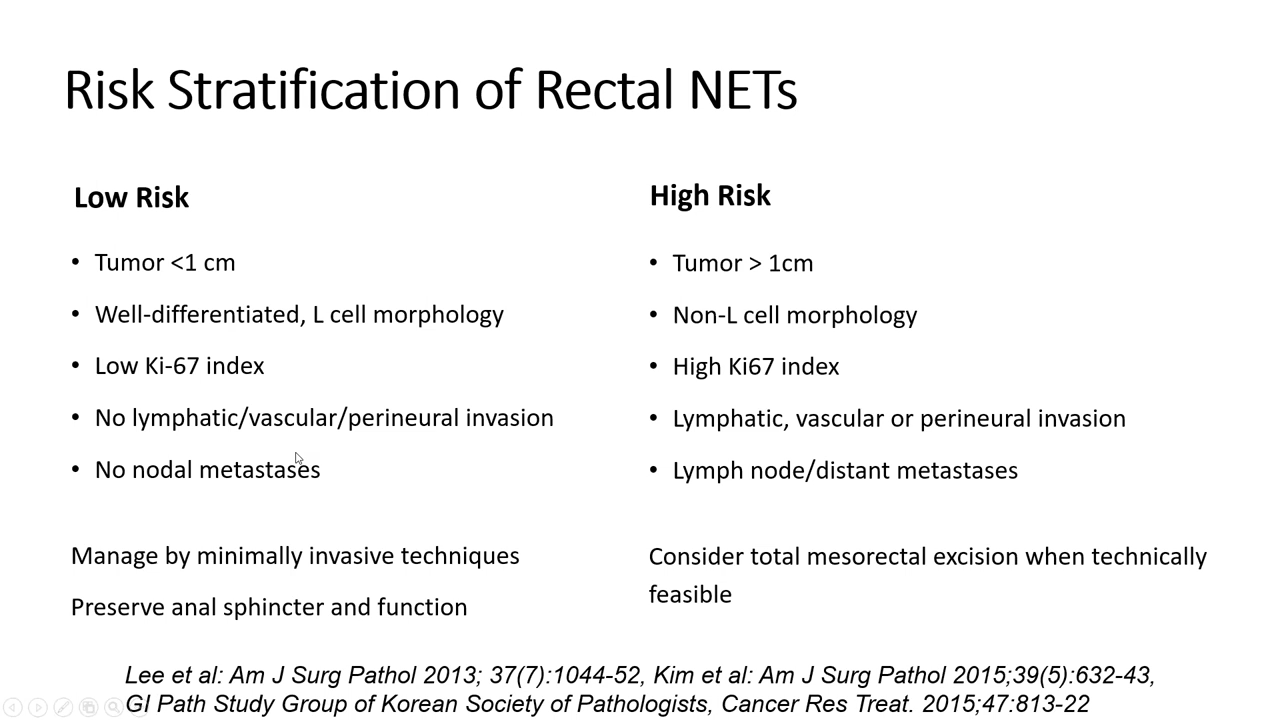 Risk Stratification of Rectal NETs
Low Risk
• Tumor <1 cm
• Well-differentiated, L cell morphology
• Low Ki-67 index
• No lymphatic/vascular/perineural invasion
• No nodal metastases
Manage by minimally invasive techniques
Preserve anal sphincter and function
High Risk
• Tumor > 1cm
• Non-L cell morphology
• High Ki67 index
• Lymphatic, vascular or perineural invasion
• Lymph node/distant metastases
Consider total mesorectal excision when technically
feasible
Lee et al: Am J Surg Pathol 2013; 37(7):1044-52, Kim et al: Am J Surg Pathol 2015;39(5):632-43,
GI Path Study Group of Korean Society of Pathologists, Cancer Res Treat. 2015;47:813-22